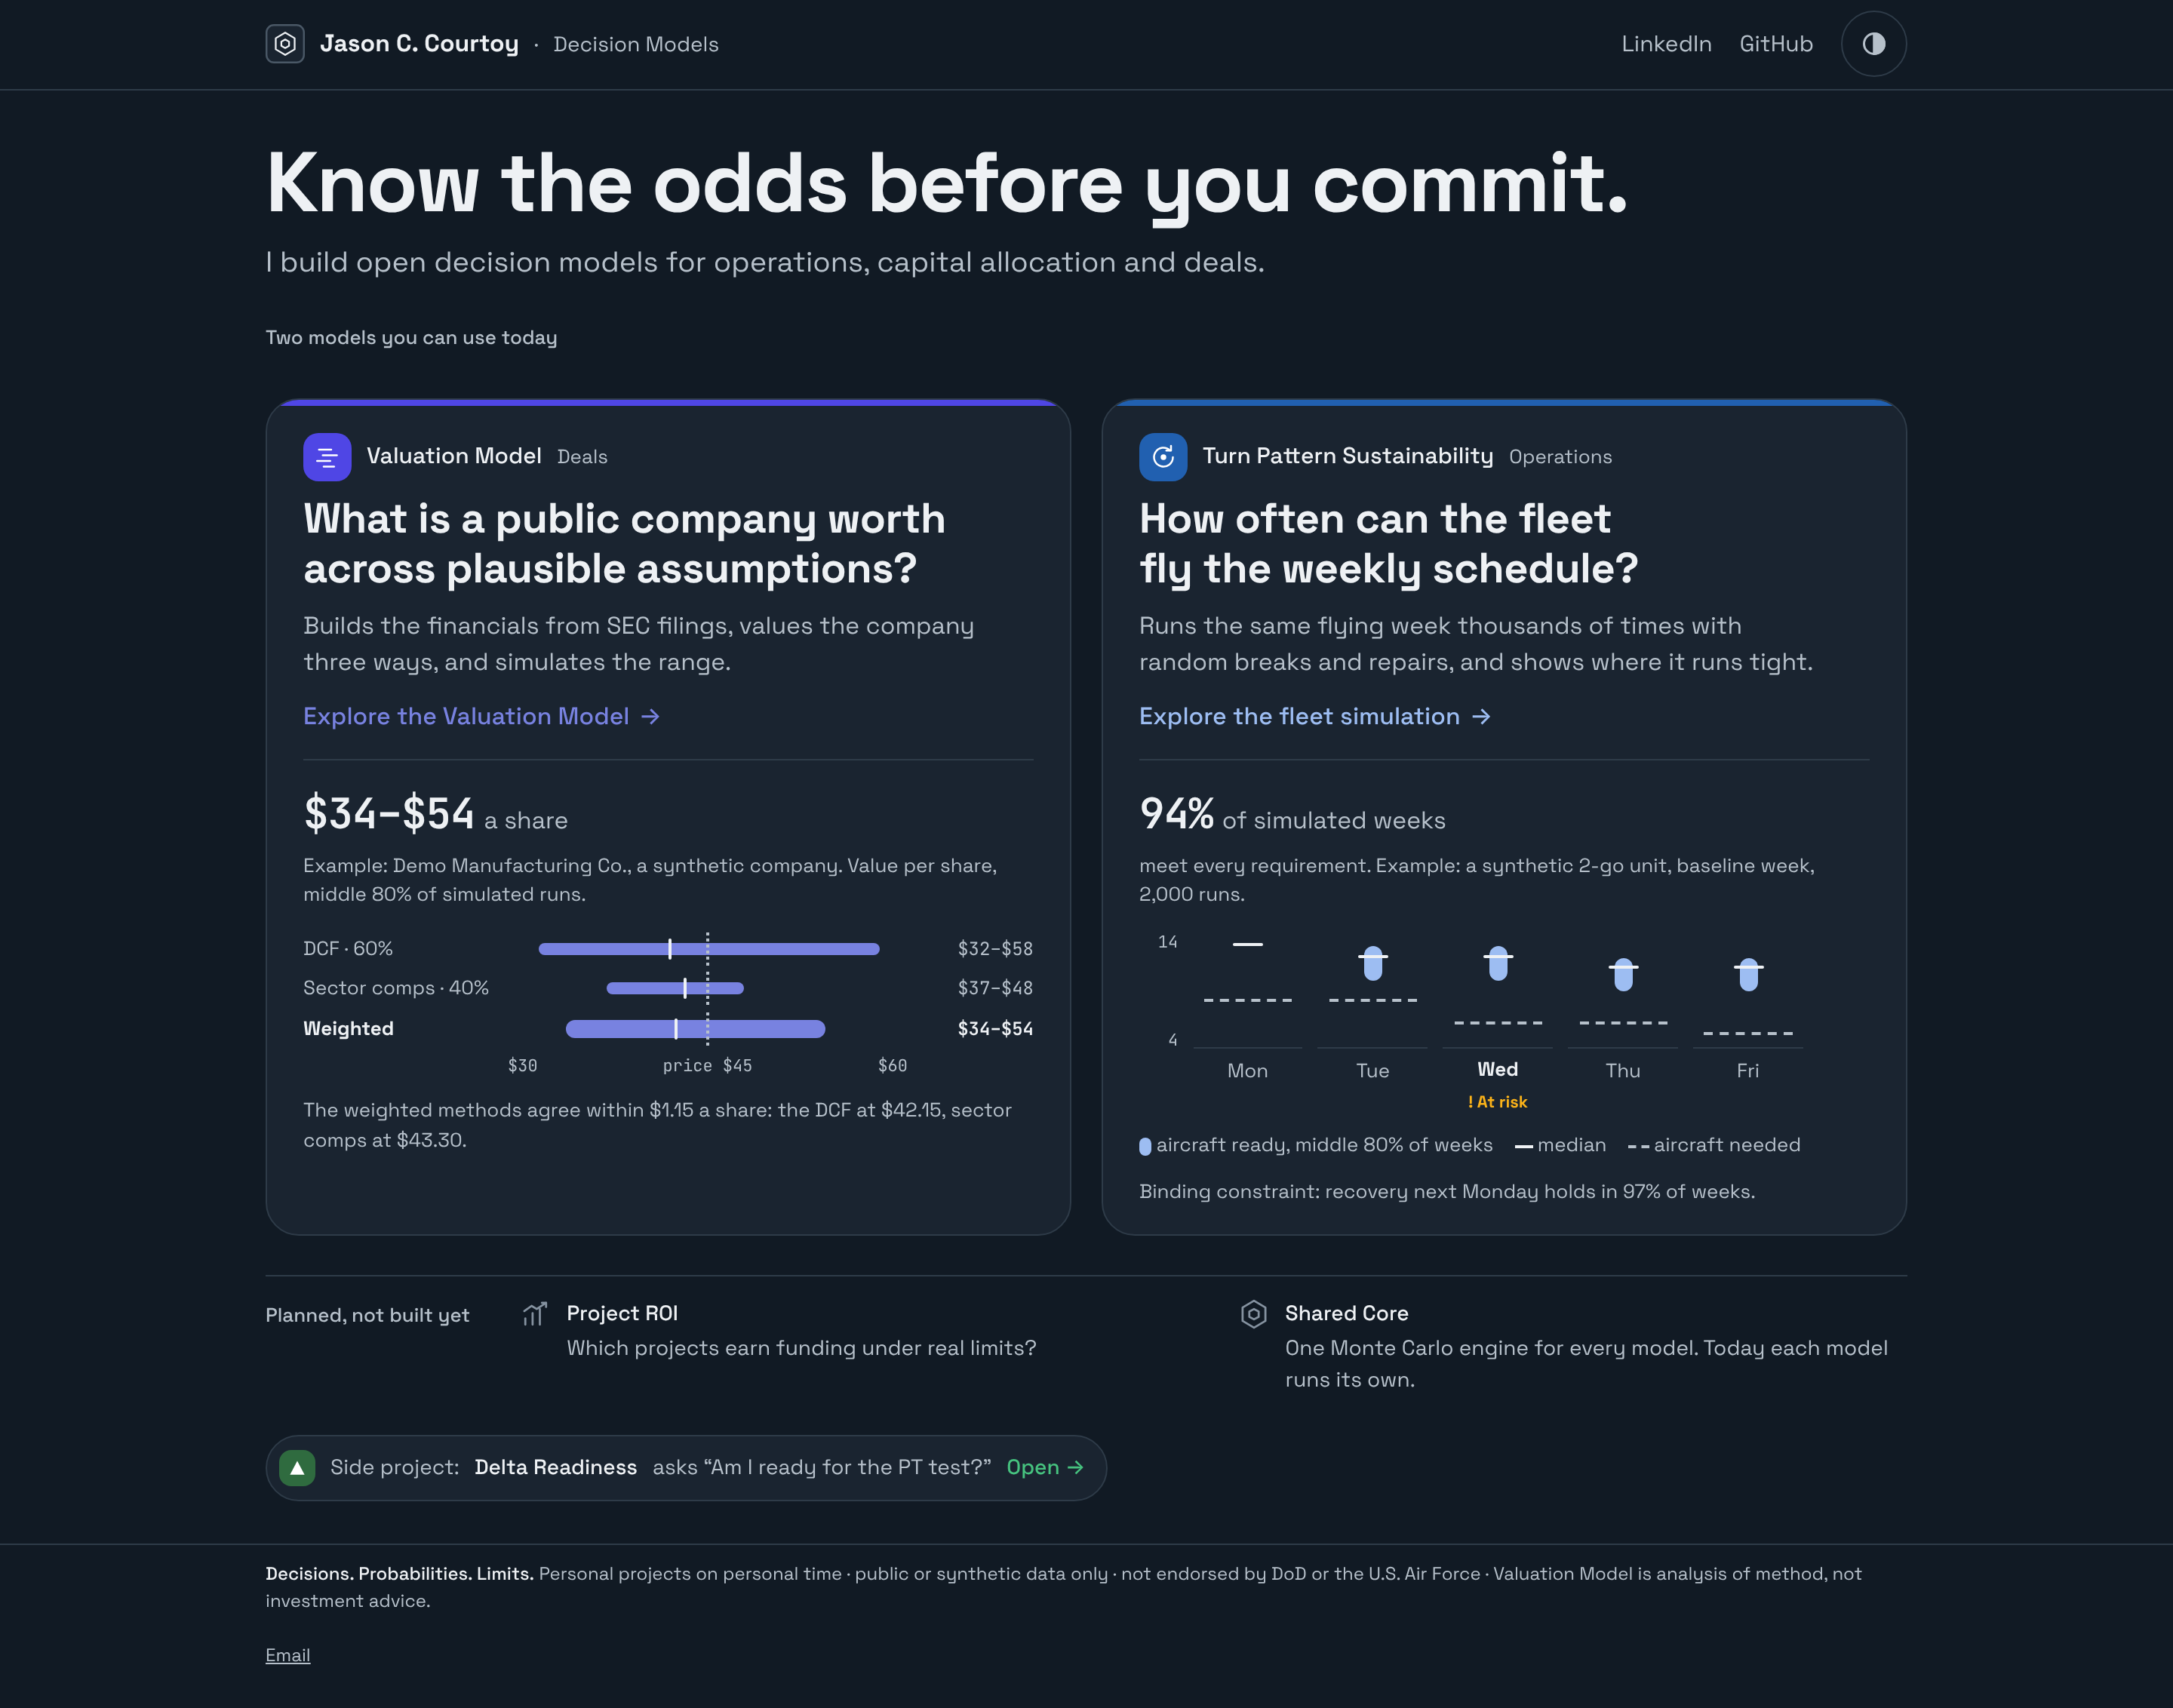 Jason C. Courtoy · Decision Models
LinkedIn GitHub
Know the odds before you commit.
I build open decision models for operations, capital allocation and deals.
Two models you can use today
Valuation Model Deals
What is a public company worth
across plausible assumptions?
Builds the financials from SEC filings, values the company
three ways, and simulates the range.
Explore the Valuation Model →
$34–$54 a share
Example: Demo Manufacturing Co., a synthetic company. Value per share,
middle 80% of simulated runs.
DCF · 60% $32–$58
Sector comps · 40% $37–$48
Weighted $34–$54
$30 price $45 $60
The weighted methods agree within $1.15 a share: the DCF at $42.15, sector
comps at $43.30.
Turn Pattern Sustainability Operations
How often can the fleet
fly the weekly schedule?
Runs the same flying week thousands of times with
random breaks and repairs, and shows where it runs tight.
Explore the fleet simulation →
94% of simulated weeks
meet every requirement. Example: a synthetic 2-go unit, baseline week,
2,000 runs.
14
4
Mon Tue Wed Thu Fri
! At risk
aircraft ready, middle 80% of weeks median aircraft needed
Binding constraint: recovery next Monday holds in 97% of weeks.
Planned, not built yet
Project ROI
Which projects earn funding under real limits?
Shared Core
One Monte Carlo engine for every model. Today each model
runs its own.
Side project: Delta Readiness asks “Am I ready for the PT test?” Open →
Decisions. Probabilities. Limits. Personal projects on personal time · public or synthetic data only · not endorsed by DoD or the U.S. Air Force · Valuation Model is analysis of method, not
investment advice.
Email